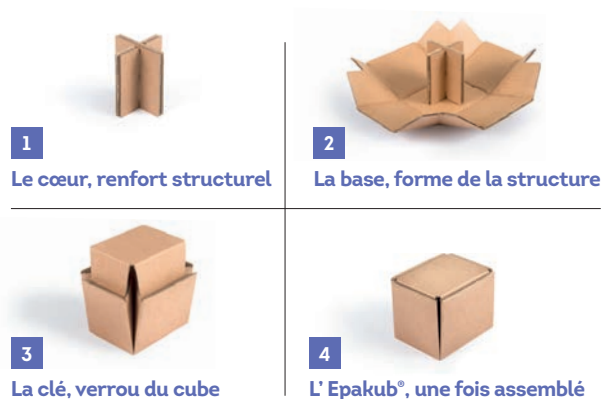 1
Le cœur, renfort structurel
2
La base, forme de la structure
3
La clé, verrou du cube
4
L’ Epakub®, une fois assemblé